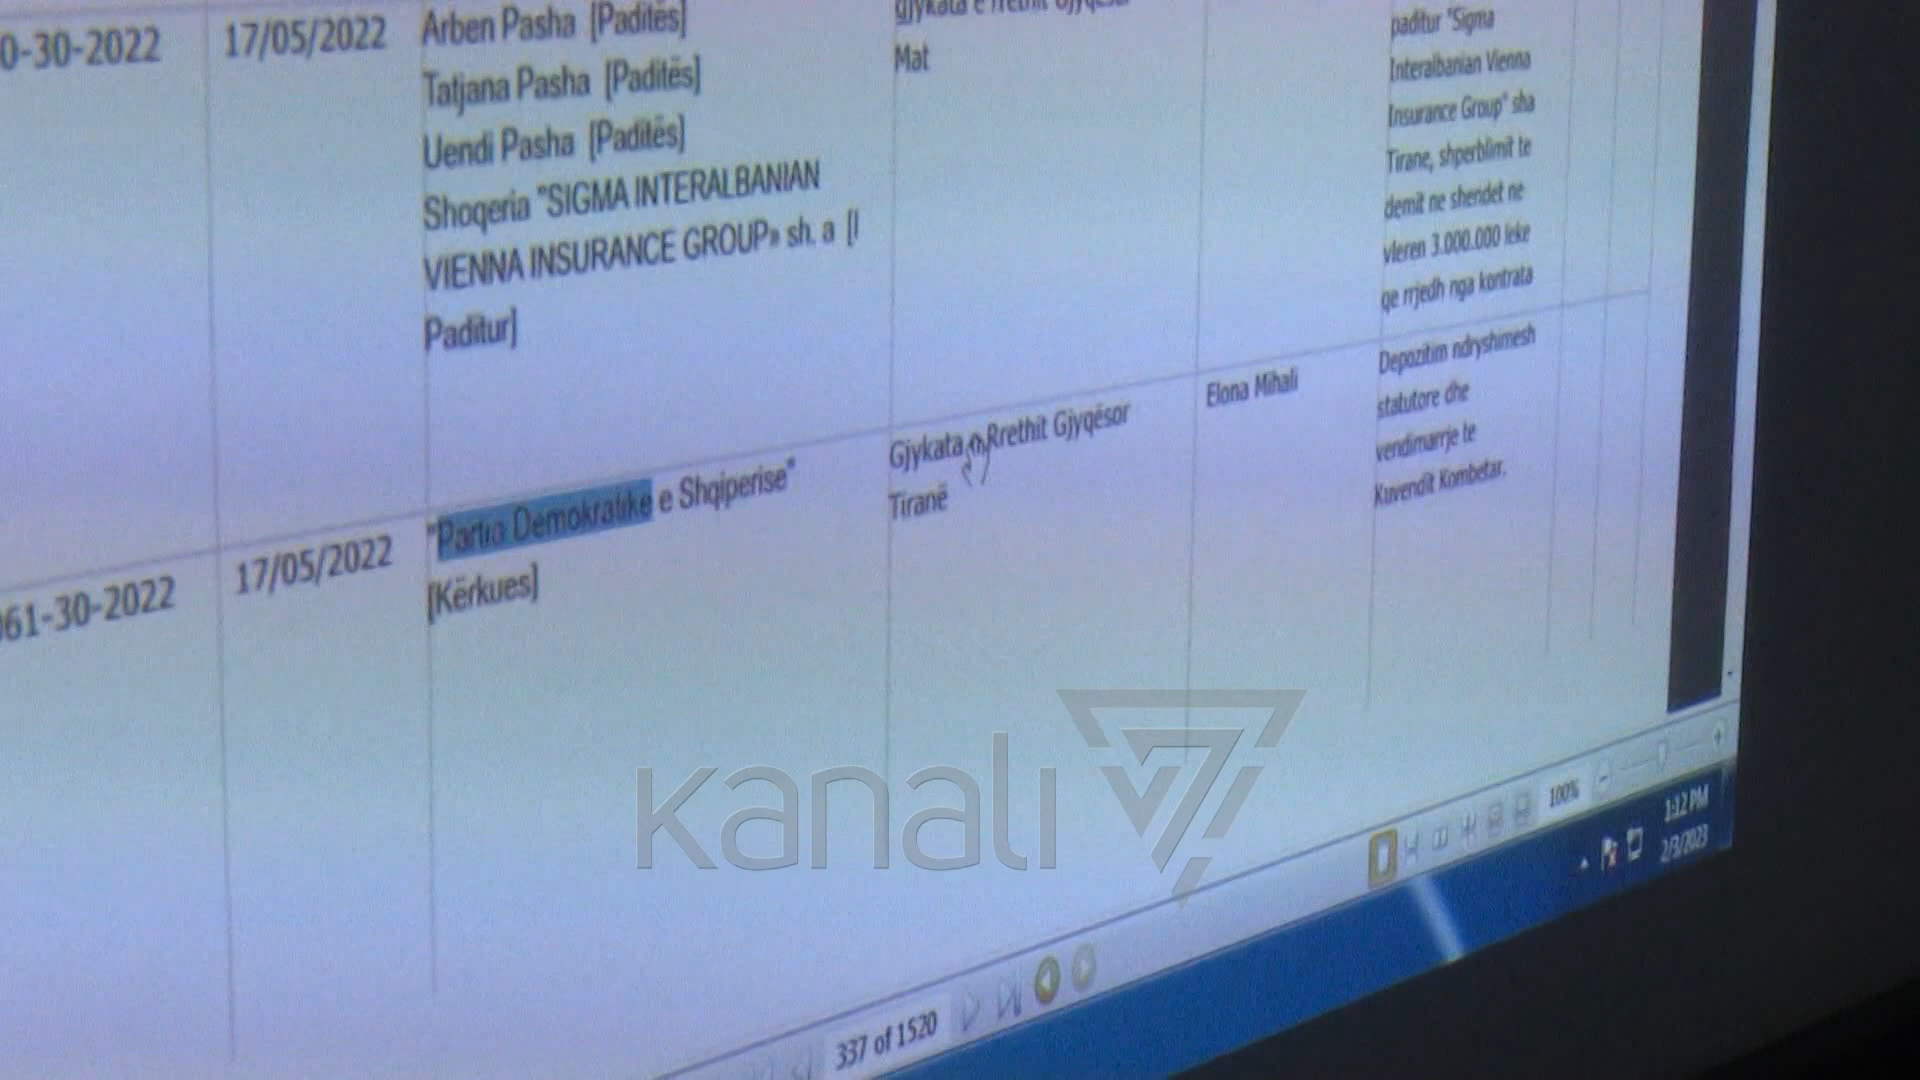 0-30-2022
17/05/2022
Arben Pasha [Paditës]
Tatjana Pasha [Paditës]
Uendi Pasha [Paditës]
Shoqeria "SIGMA INTERALBANIAN
VIENNA INSURANCE GROUP» sh. a [I
Paditur]
gjykata e rrethit gjyqësor
Mat
paditur "Sigma
Interalbanian Vienna
Insurance Group" sha
Tirane, shperblimit te
demit ne shendet ne
vleren 3.000.000 leke
qe rrjedh nga kontrata
061-30-2022
17/05/2022
"Partia Demokratike e Shqiperise"
[Kërkues]
Gjykata e Rrethit Gjyqësor
Tiranë
Elona Mihali
Depozitim ndryshimesh
statutore dhe
vendimarrje te
Kuvendit Kombetar.
kanali 7
337 of 1520
100%
1:12 PM
2/3/2023